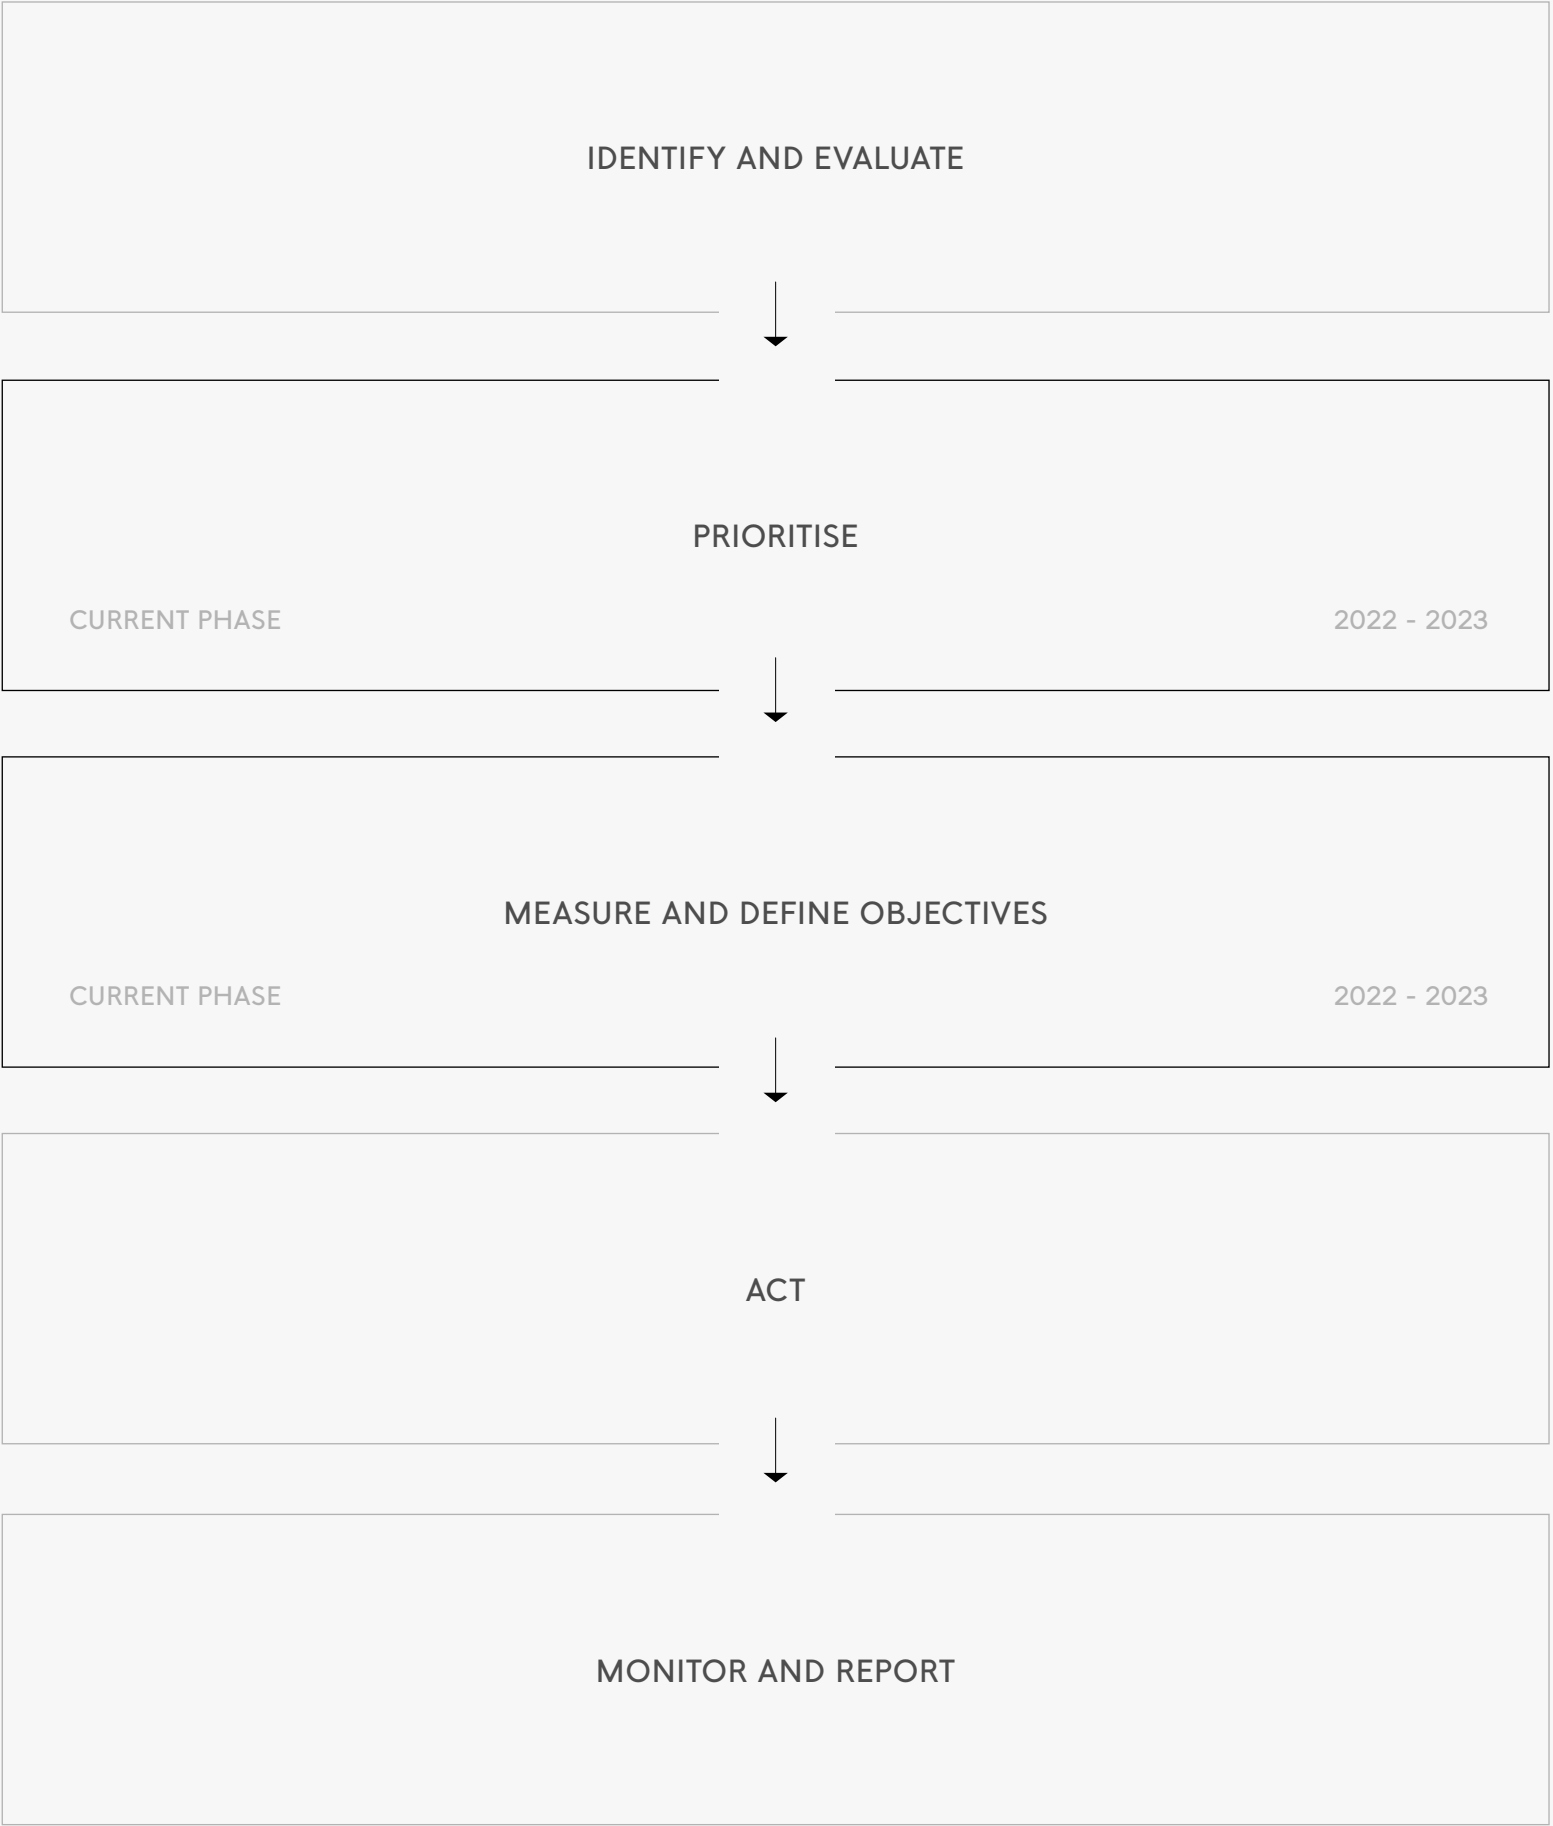 IDENTIFY AND EVALUATE
PRIORITISE
CURRENT PHASE 2022 - 2023
MEASURE AND DEFINE OBJECTIVES
CURRENT PHASE 2022 - 2023
ACT
MONITOR AND REPORT